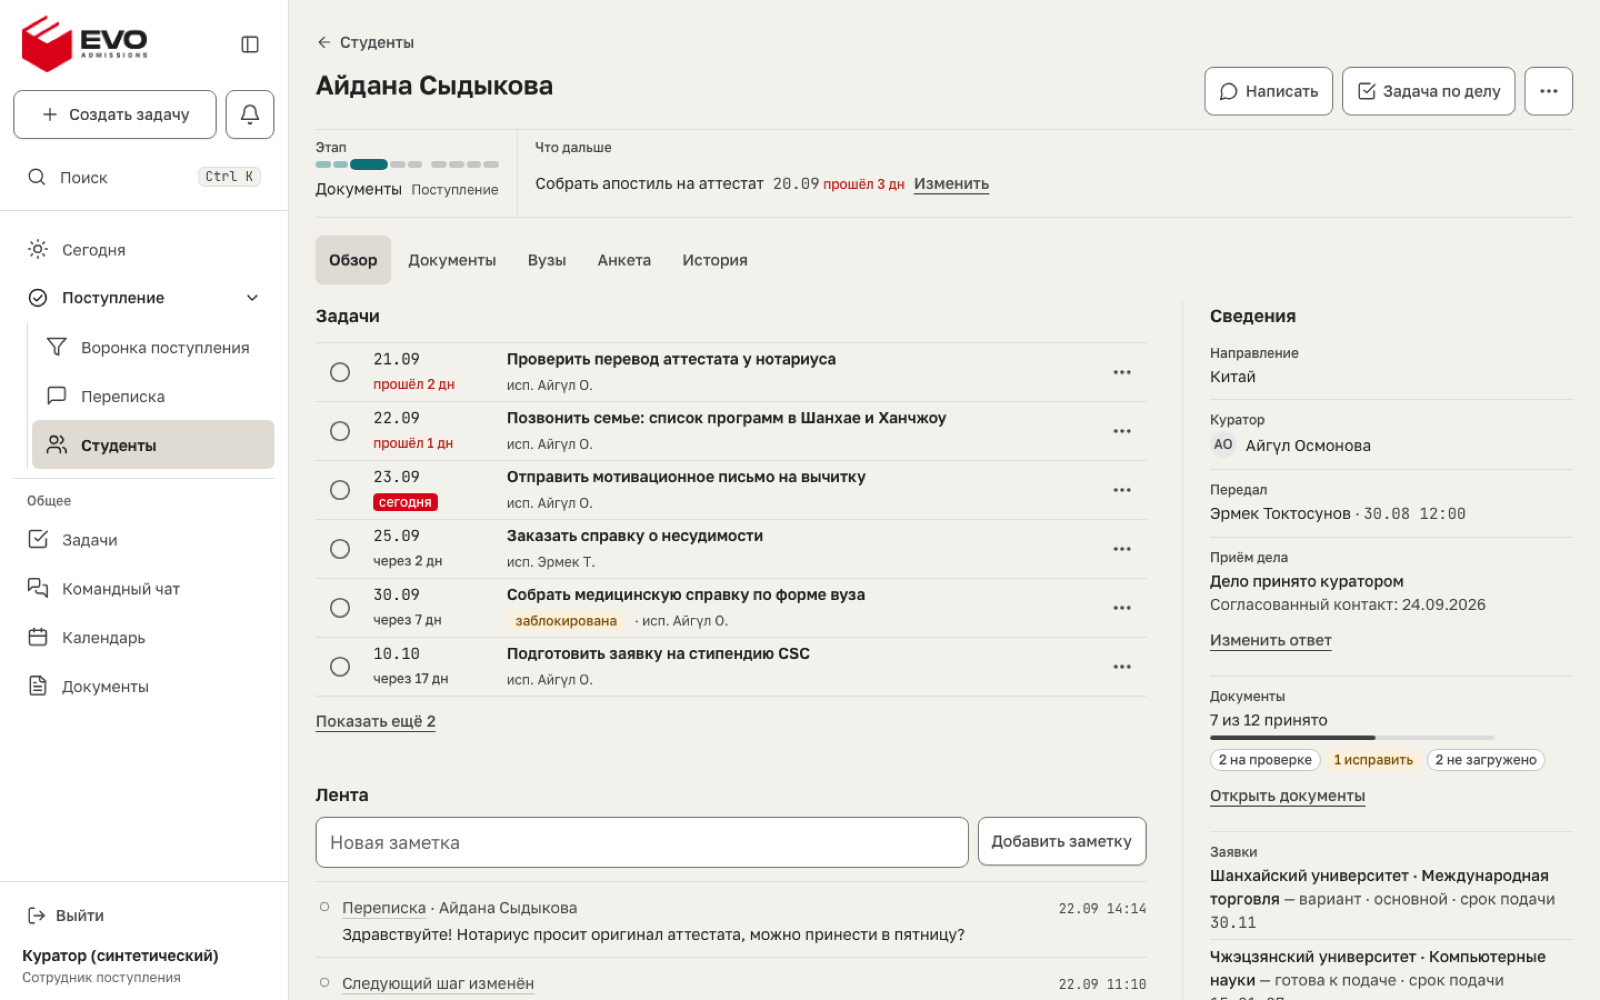 EVO
ADMISSIONS
Создать задачу
Поиск
Ctrl K
Сегодня
Поступление
Воронка поступления
Переписка
Студенты
Общее
Задачи
Командный чат
Календарь
Документы
Выйти
Куратор (синтетический)
Сотрудник поступления
Студенты
Айдана Сыдыкова
Написать
Задача по делу
Этап
Документы Поступление
Что дальше
Собрать апостиль на аттестат 20.09 прошёл 3 дн Изменить
Обзор Документы Вузы Анкета История
Задачи
21.09 Проверить перевод аттестата у нотариуса
прошёл 2 дн исп. Айгүл О.
22.09 Позвонить семье: список программ в Шанхае и Ханчжоу
прошёл 1 дн исп. Айгүл О.
23.09 Отправить мотивационное письмо на вычитку
сегодня исп. Айгүл О.
25.09 Заказать справку о несудимости
через 2 дн исп. Эрмек Т.
30.09 Собрать медицинскую справку по форме вуза
через 7 дн заблокирована · исп. Айгүл О.
10.10 Подготовить заявку на стипендию CSC
через 17 дн исп. Айгүл О.
Показать ещё 2
Лента
Новая заметка
Добавить заметку
Переписка · Айдана Сыдыкова 22.09 14:14
Здравствуйте! Нотариус просит оригинал аттестата, можно принести в пятницу?
Следующий шаг изменён 22.09 11:10
Сведения
Направление
Китай
Куратор
АО Айгүл Осмонова
Передал
Эрмек Токтосунов · 30.08 12:00
Приём дела
Дело принято куратором
Согласованный контакт: 24.09.2026
Изменить ответ
Документы
7 из 12 принято
2 на проверке 1 исправить 2 не загружено
Открыть документы
Заявки
Шанхайский университет · Международная
торговля — вариант · основной · срок подачи
30.11
Чжэцзянский университет · Компьютерные
науки — готова к подаче · срок подачи